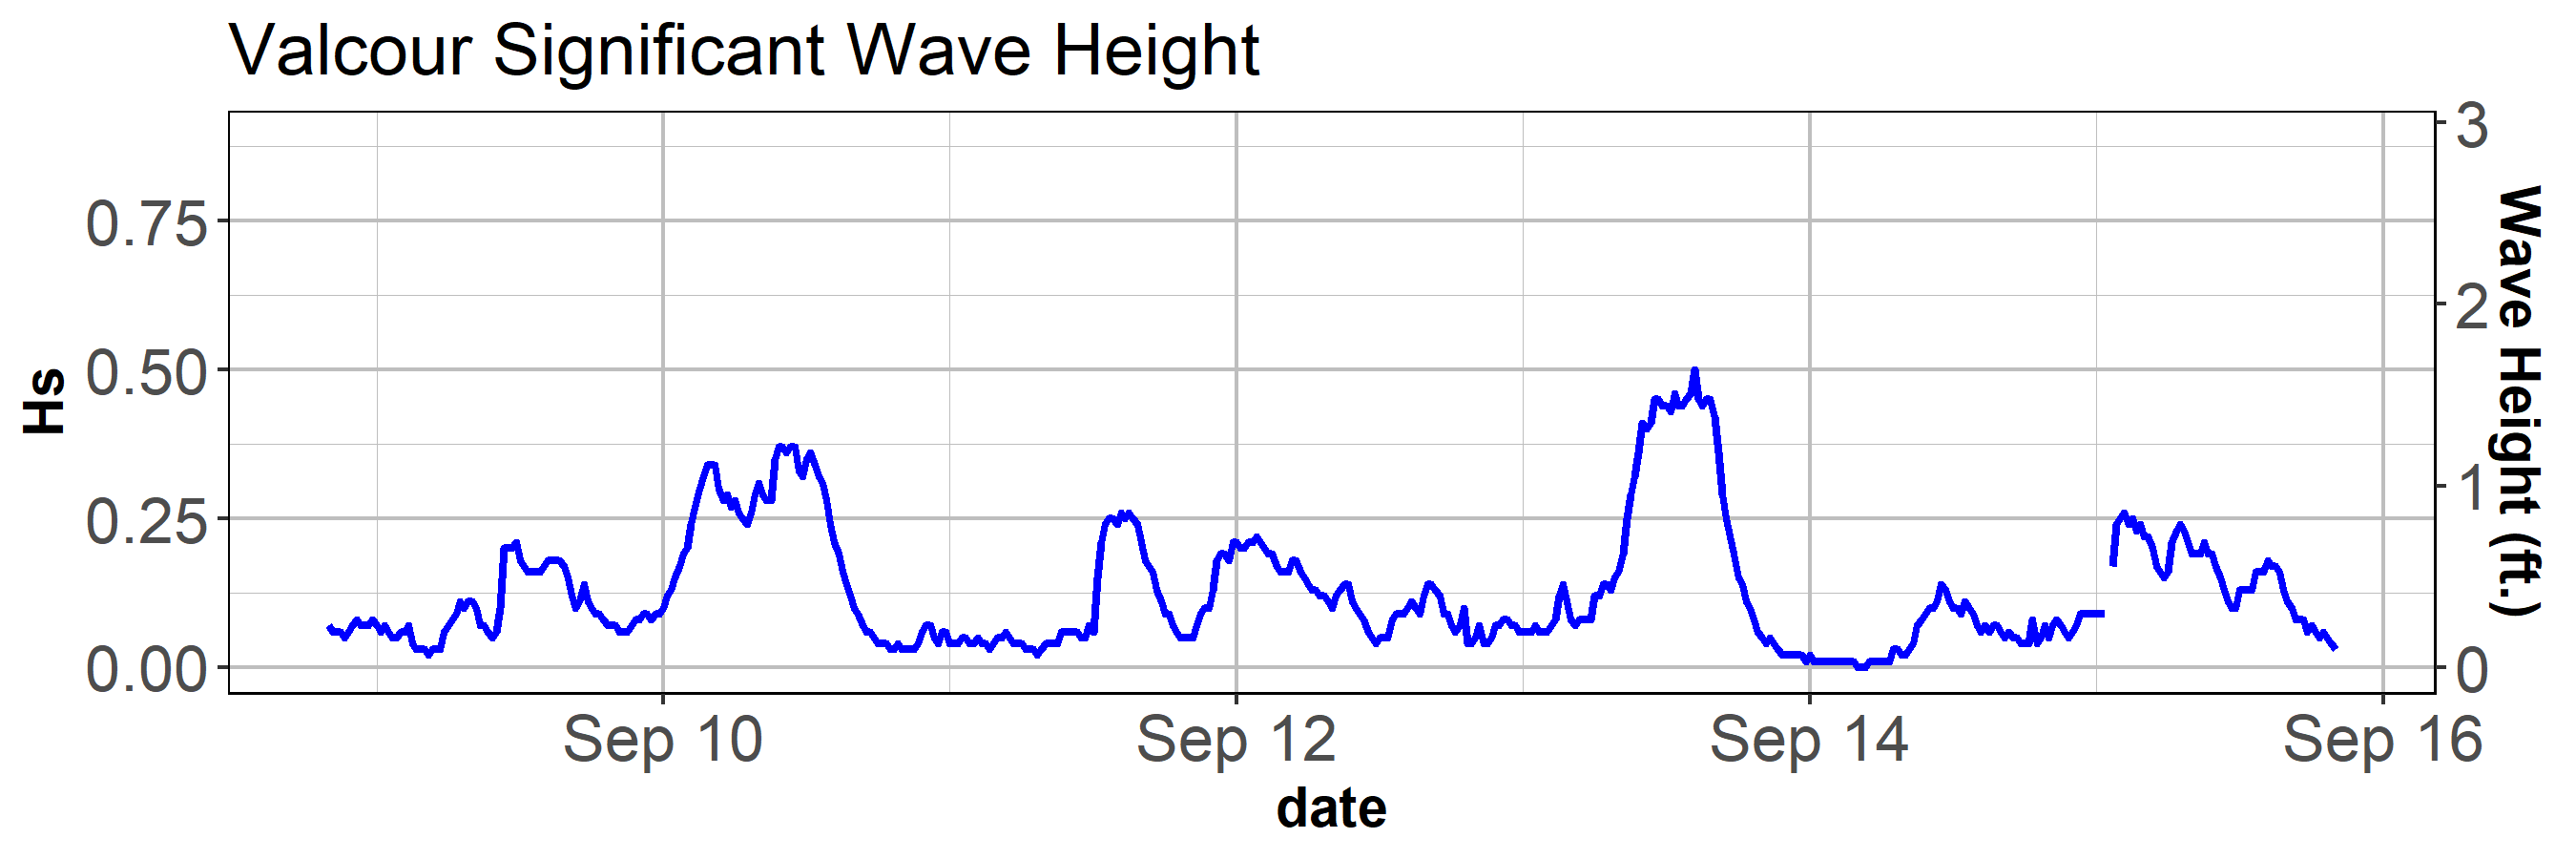 Valcour Significant Wave Height
Hs
0.75
0.50
0.25
0.00
3
2
1
0
Wave Height (ft.)
Sep 10 Sep 12 Sep 14 Sep 16
date